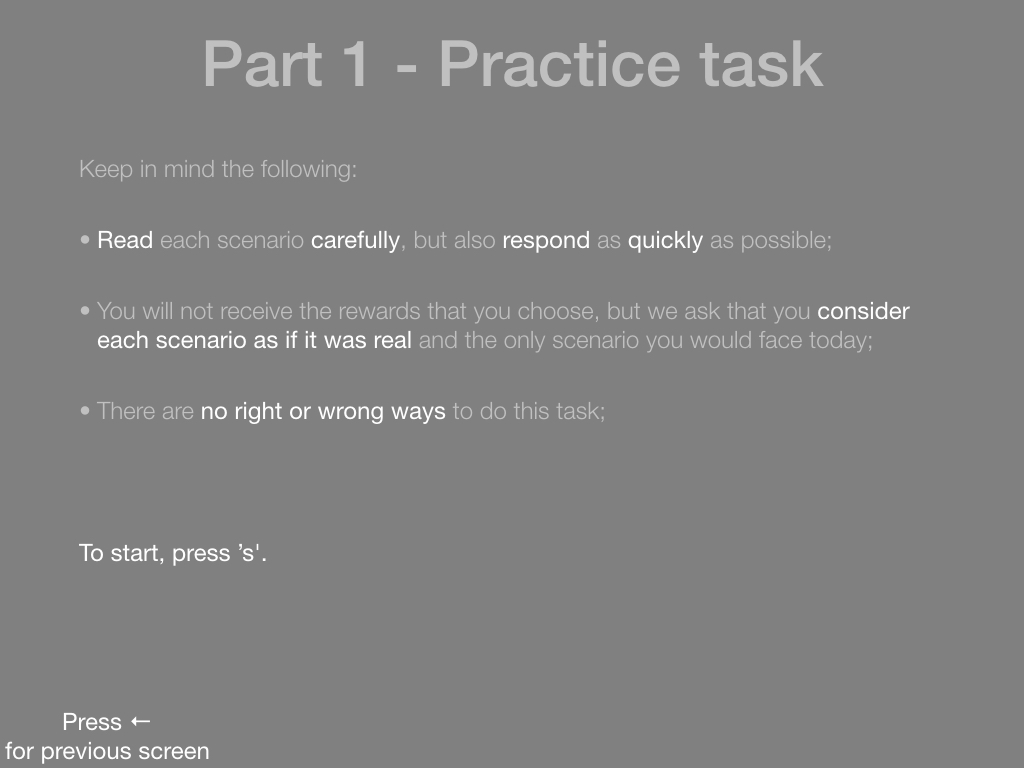 Part 1 - Practice task
Keep in mind the following:
• Read each scenario carefully, but also respond as quickly as possible;
• You will not receive the rewards that you choose, but we ask that you consider
each scenario as if it was real and the only scenario you would face today;
• There are no right or wrong ways to do this task;
To start, press ’s'.
Press ←
for previous screen